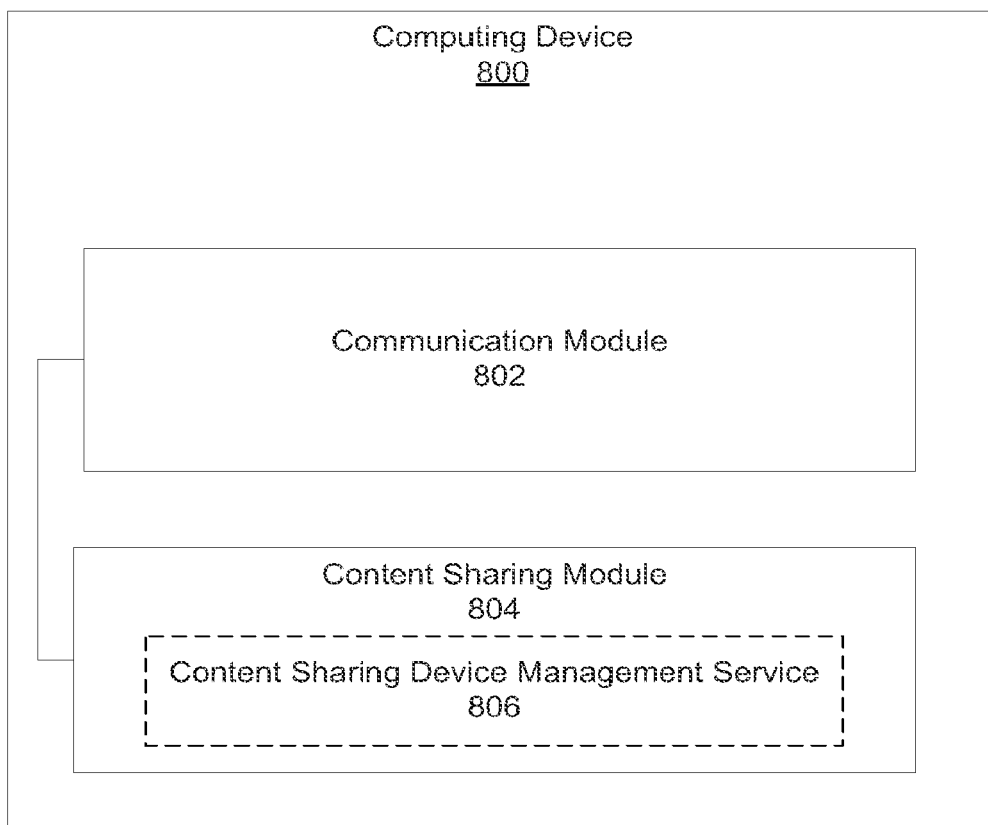 Computing Device
800
Communication Module
802
Content Sharing Module
804
Content Sharing Device Management Service
806